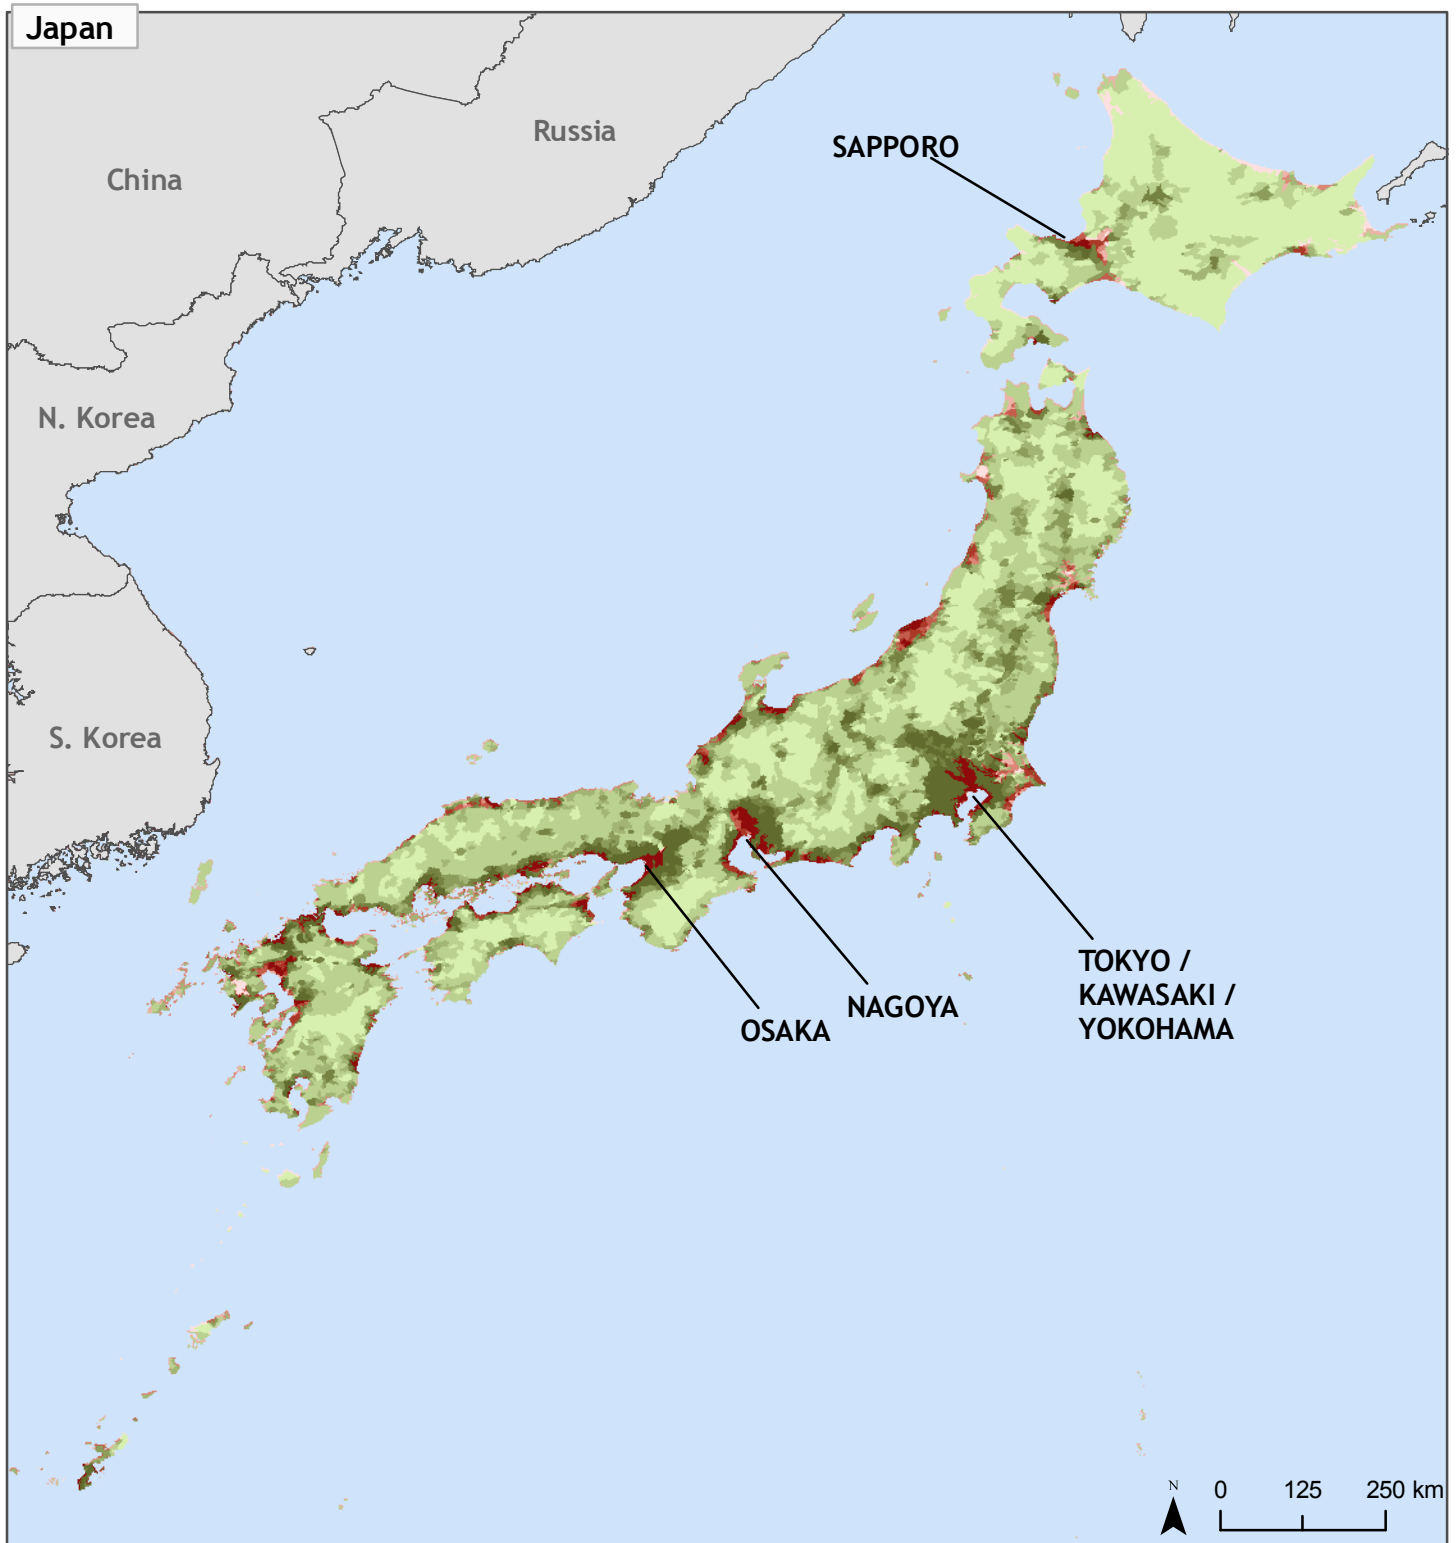 Japan
Russia
SAPPORO
China
N. Korea
S. Korea
TOKYO /
KAWASAKI /
YOKOHAMA
NAGOYA
OSAKA
N
0 125 250 km